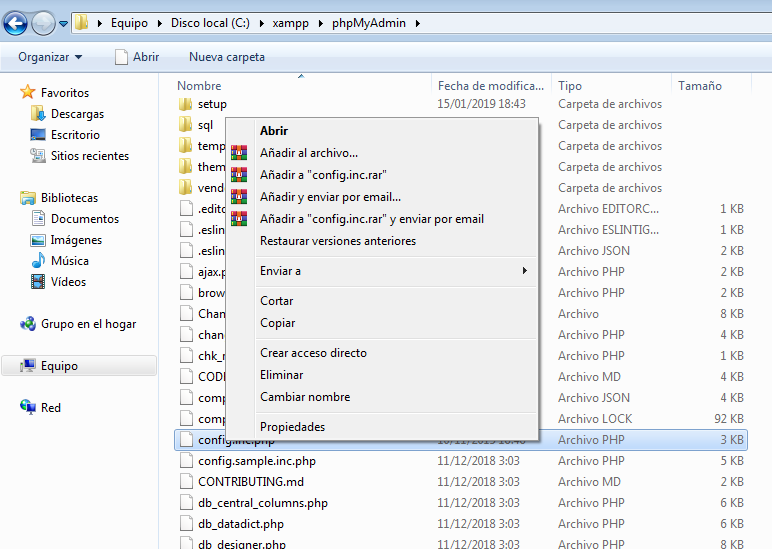 Equipo ▸ Disco local (C:) ▸ xampp ▸ phpMyAdmin ▸
Organizar Abrir Nueva carpeta
Favoritos
Descargas
Escritorio
Sitios recientes
Bibliotecas
Documentos
Imágenes
Música
Vídeos
Grupo en el hogar
Equipo
Red
Nombre Fecha de modifica... Tipo Tamaño
setup 15/01/2019 18:43 Carpeta de archivos
sql Carpeta de archivos
temp Carpeta de archivos
them Carpeta de archivos
vend Carpeta de archivos
.edito Archivo EDITORC... 1 KB
.eslin Archivo ESLINTIG... 1 KB
.eslin Archivo JSON 1 KB
ajax.p Archivo PHP 2 KB
brow Archivo PHP 2 KB
Chan Archivo 8 KB
chan Archivo PHP 4 KB
chk_r Archivo PHP 2 KB
CODE Archivo MD 4 KB
comp Archivo JSON 4 KB
comp Archivo LOCK 92 KB
config.inc.php Archivo PHP 3 KB
config.sample.inc.php 11/12/2018 3:03 Archivo PHP 5 KB
CONTRIBUTING.md 11/12/2018 3:03 Archivo MD 2 KB
db_central_columns.php 11/12/2018 3:03 Archivo PHP 6 KB
db_datadict.php 11/12/2018 3:03 Archivo PHP 6 KB
db_designer.php 11/12/2018 3:03 Archivo PHP 8 KB
Abrir
Añadir al archivo...
Añadir a "config.inc.rar"
Añadir y enviar por email...
Añadir a "config.inc.rar" y enviar por email
Restaurar versiones anteriores
Enviar a
Cortar
Copiar
Crear acceso directo
Eliminar
Cambiar nombre
Propiedades